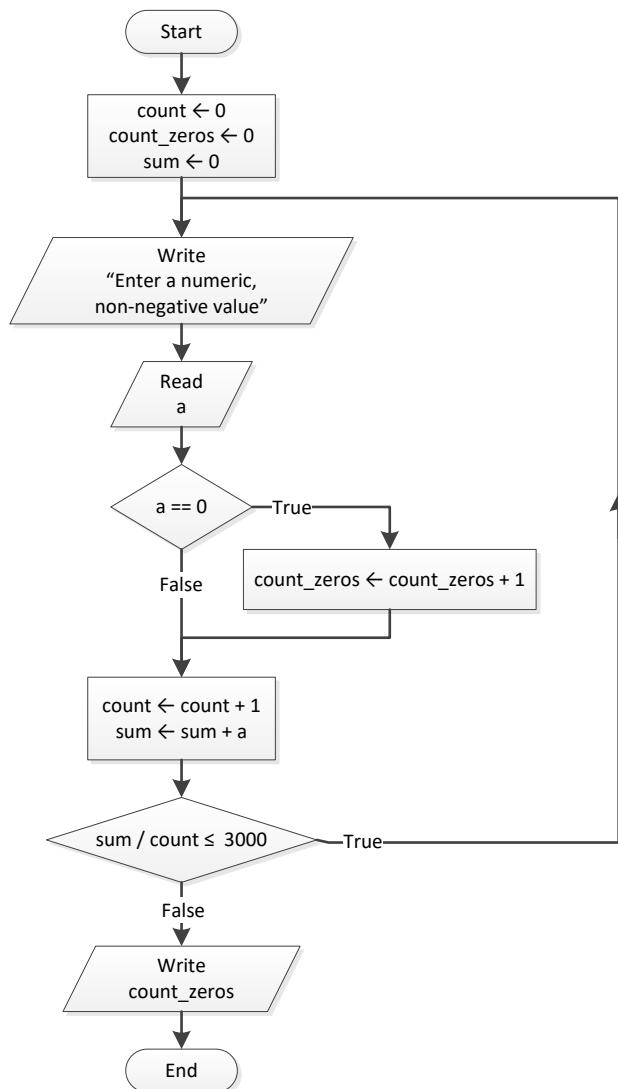 Start
count ← 0
count_zeros ← 0
sum ← 0
Write
“Enter a numeric,
non-negative value”
Read
a
a == 0
True
False
count_zeros ← count_zeros + 1
count ← count + 1
sum ← sum + a
sum / count ≤ 3000
True
False
Write
count_zeros
End